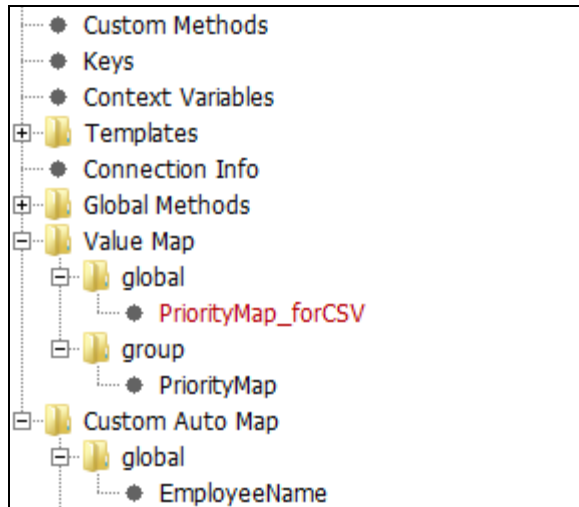 Custom Methods
Keys
Context Variables
Templates
Connection Info
Global Methods
Value Map
global
PriorityMap_forCSV
group
PriorityMap
Custom Auto Map
global
EmployeeName